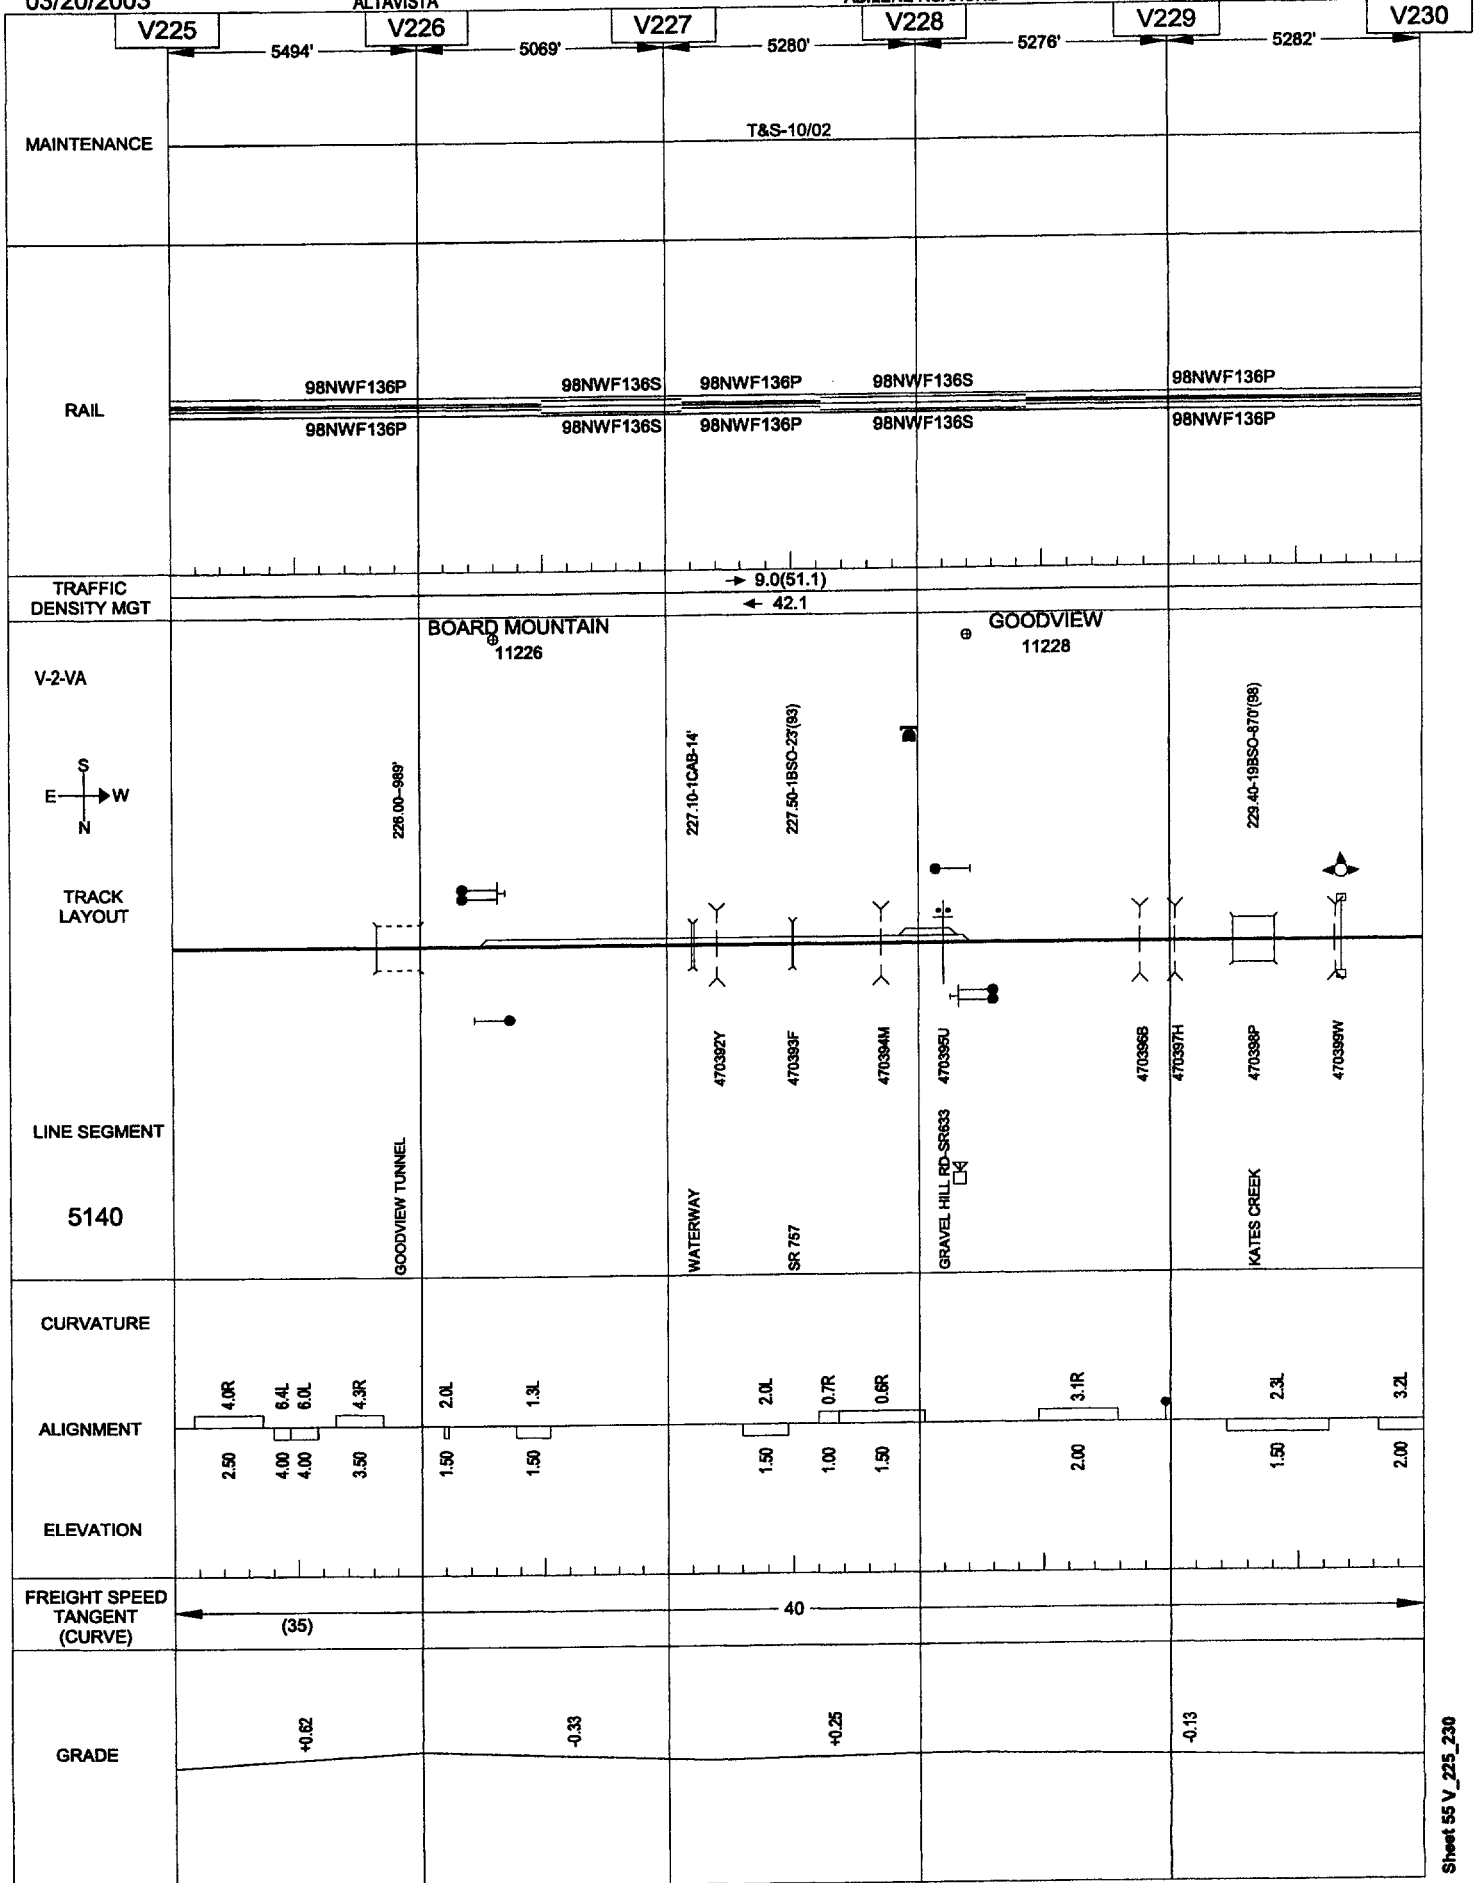 03/20/2003
ALTAVISTA
V225
V226
V227
V228
V229
V230
5494'
5069'
5280'
5276'
5282'
MAINTENANCE
T&S-10/02
RAIL
98NWF136P
98NWF136S
98NWF136P
98NWF136S
98NWF136P
98NWF136P
98NWF136S
98NWF136P
98NWF136S
98NWF136P
TRAFFIC
DENSITY MGT
9.0(51.1)
42.1
BOARD MOUNTAIN
11226
GOODVIEW
11228
V-2-VA
S
E
W
N
226.00--989'
227.10-1CAB-14'
227.50-1BSO-23'(93)
229.40-19BSO-870'(98)
TRACK
LAYOUT
470392Y
470393F
470394M
470395U
470396B
470397H
470398P
470399W
LINE SEGMENT
5140
GOODVIEW TUNNEL
WATERWAY
SR 757
GRAVEL HILL RD-SR633
KATES CREEK
CURVATURE
4.0R
6.4L
6.0L
4.3R
2.0L
1.3L
2.0L
0.7R
0.6R
3.1R
2.3L
3.2L
ALIGNMENT
2.50
4.00
4.00
3.50
1.50
1.50
1.50
1.00
1.50
2.00
1.50
2.00
ELEVATION
FREIGHT SPEED
TANGENT
(CURVE)
(35)
40
GRADE
+0.62
-0.33
+0.25
-0.13
Sheet 55 V_225_230